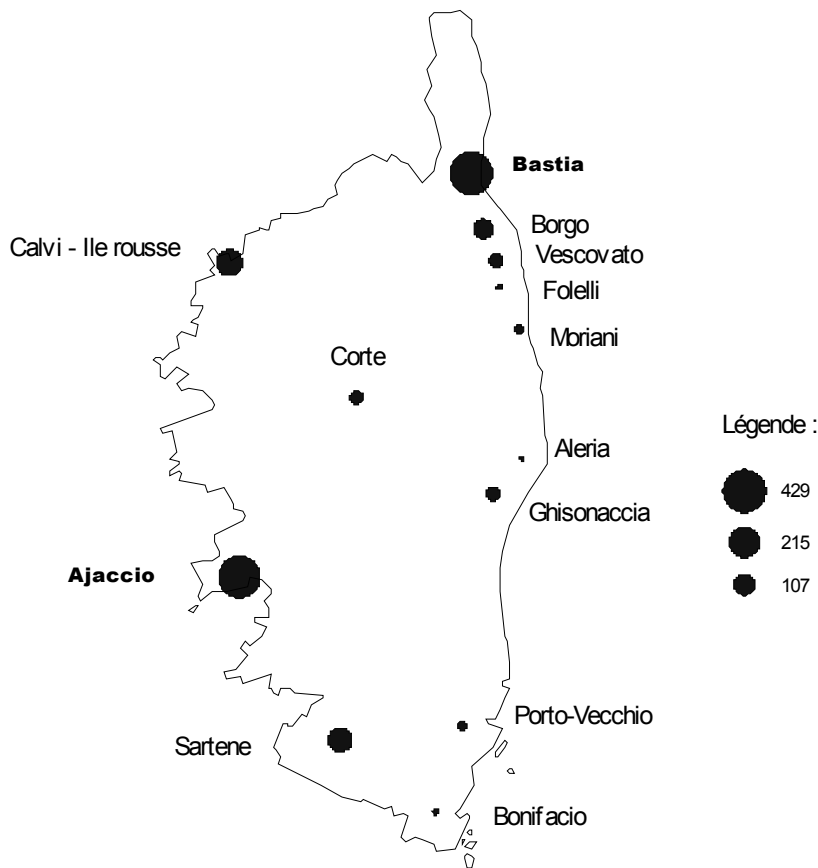 Bastia
Borgo
Calvi - Ile rousse
Vescovato
Folelli
Moriani
Corte
Légende :
Aleria
429
Ghisonaccia
215
Ajaccio
107
Porto-Vecchio
Sartene
Bonifacio